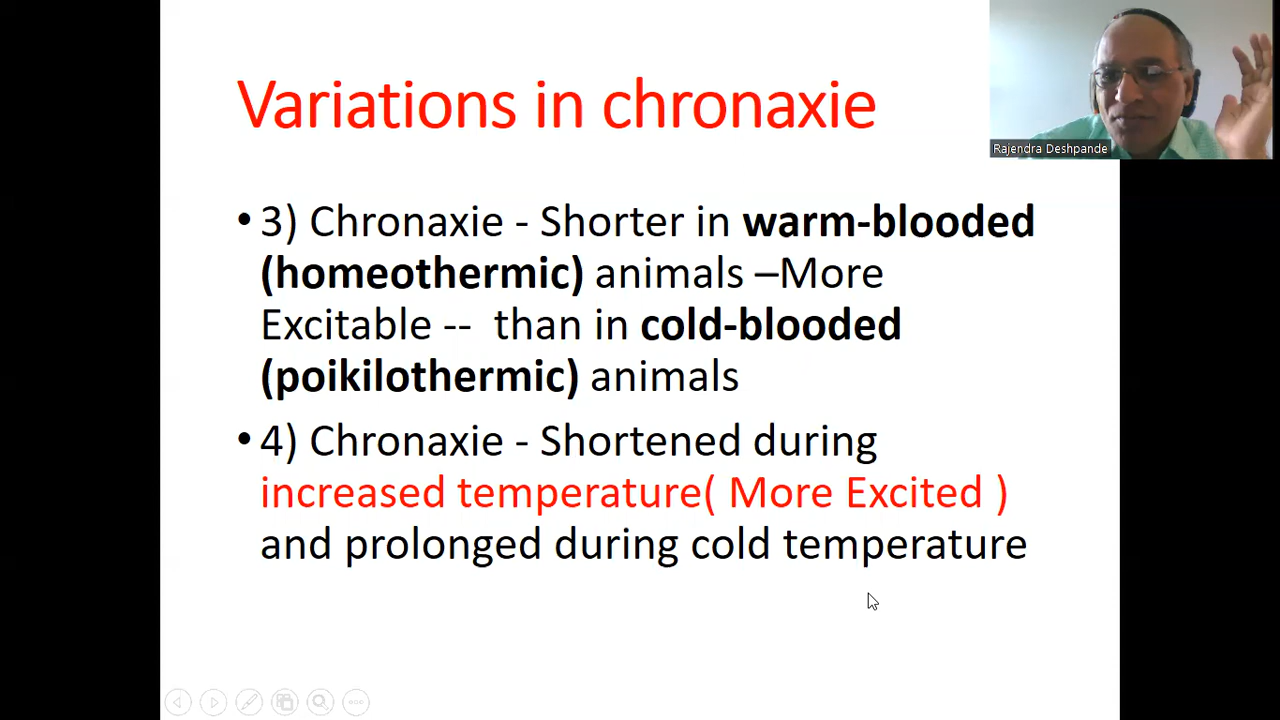 Variations in chronaxie
Rajendra Deshpande
• 3) Chronaxie - Shorter in warm-blooded
(homeothermic) animals –More
Excitable -- than in cold-blooded
(poikilothermic) animals
• 4) Chronaxie - Shortened during
increased temperature( More Excited )
and prolonged during cold temperature